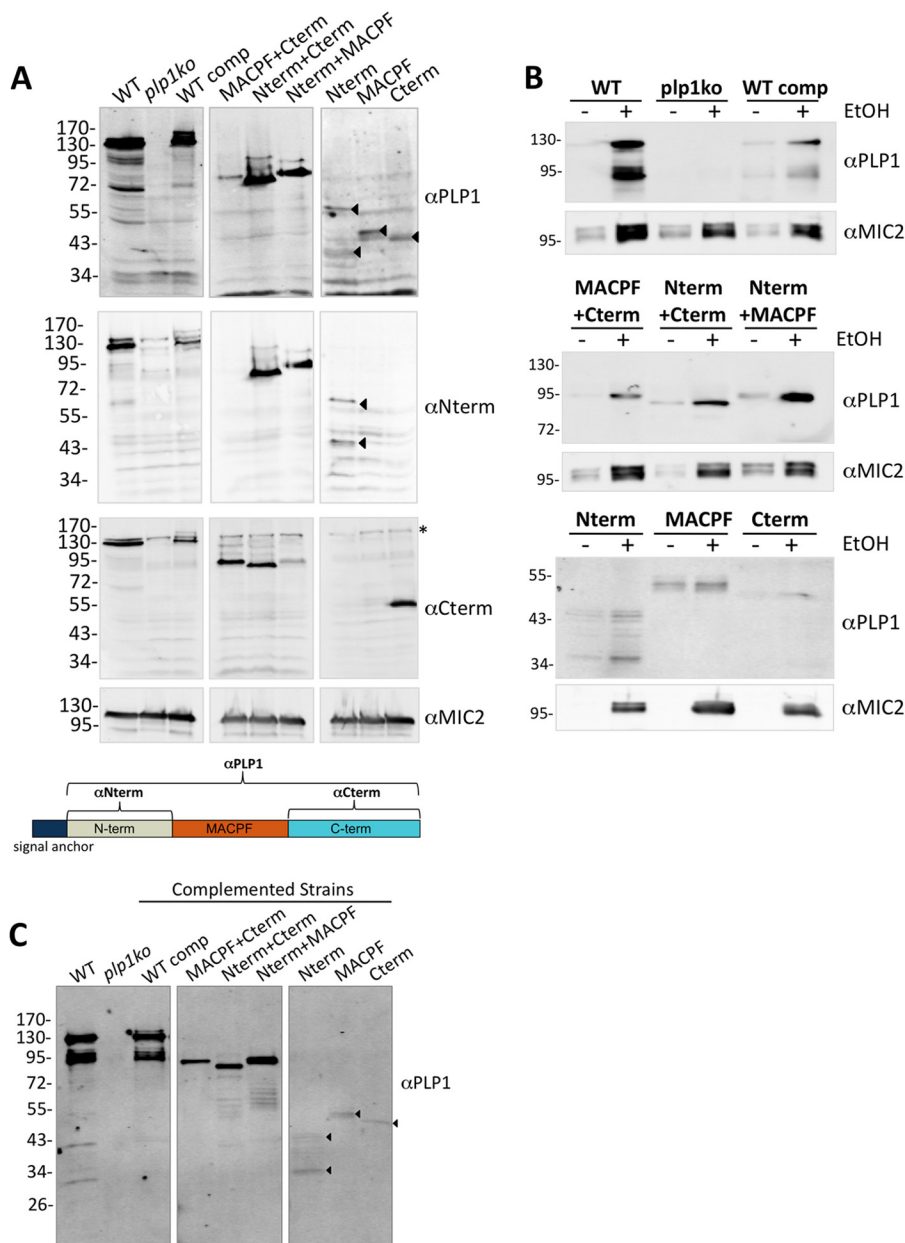 A
WT
plp1ko
WT comp
MACPF+Cterm
Nterm+Cterm
Nterm+MACPF
Nterm
MACPF
Cterm
170-
130-
95-
72-
55-
43-
34-
αPLP1
170-
130-
95-
72-
55-
43-
34-
αNterm
170-
130-
95-
72-
55-
43-
34-
*
αCterm
130-
95-
αMIC2
αPLP1
αNterm
αCterm
N-term
MACPF
C-term
signal anchor
B
WT plp1ko WT comp
- + - + - + EtOH
130-
95-
αPLP1
95-
αMIC2
MACPF +Cterm
Nterm +Cterm
Nterm +MACPF
- + - + - + EtOH
130-
95-
72-
αPLP1
95-
αMIC2
Nterm MACPF Cterm
- + - + - + EtOH
55-
43-
34-
αPLP1
95-
αMIC2
Complemented Strains
C
WT
plp1ko
WT comp
MACPF+Cterm
Nterm+Cterm
Nterm+MACPF
Nterm
MACPF
Cterm
170-
130-
95-
72-
55-
43-
34-
26-
αPLP1